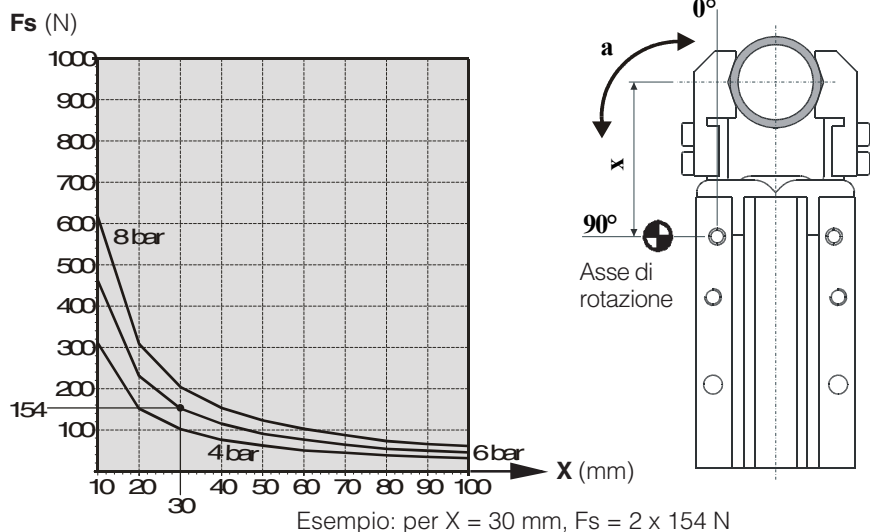 Fs (N)
1000
900
800
700
600
500
400
300
200
154
100
8 bar
4 bar
6 bar
10 20 30 40 50 60 70 80 90 100
30
X (mm)
0°
a
x
90°
Asse di
rotazione
Esempio: per X = 30 mm, Fs = 2 x 154 N